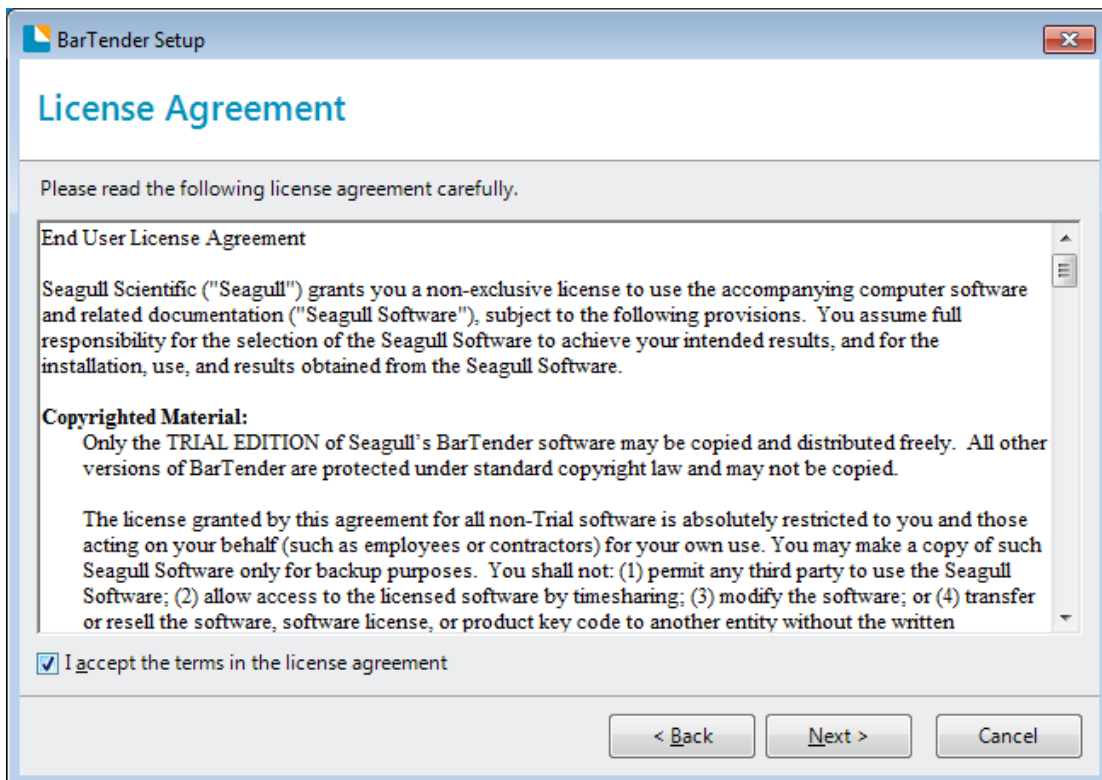 BarTender Setup
License Agreement
Please read the following license agreement carefully.
End User License Agreement
Seagull Scientific ("Seagull") grants you a non-exclusive license to use the accompanying computer software
and related documentation ("Seagull Software"), subject to the following provisions.  You assume full
responsibility for the selection of the Seagull Software to achieve your intended results, and for the
installation, use, and results obtained from the Seagull Software.
Copyrighted Material:
Only the TRIAL EDITION of Seagull’s BarTender software may be copied and distributed freely.  All other
versions of BarTender are protected under standard copyright law and may not be copied.
The license granted by this agreement for all non-Trial software is absolutely restricted to you and those
acting on your behalf (such as employees or contractors) for your own use. You may make a copy of such
Seagull Software only for backup purposes.  You shall not: (1) permit any third party to use the Seagull
Software; (2) allow access to the licensed software by timesharing; (3) modify the software; or (4) transfer
or resell the software, software license, or product key code to another entity without the written
I accept the terms in the license agreement
< Back
Next >
Cancel